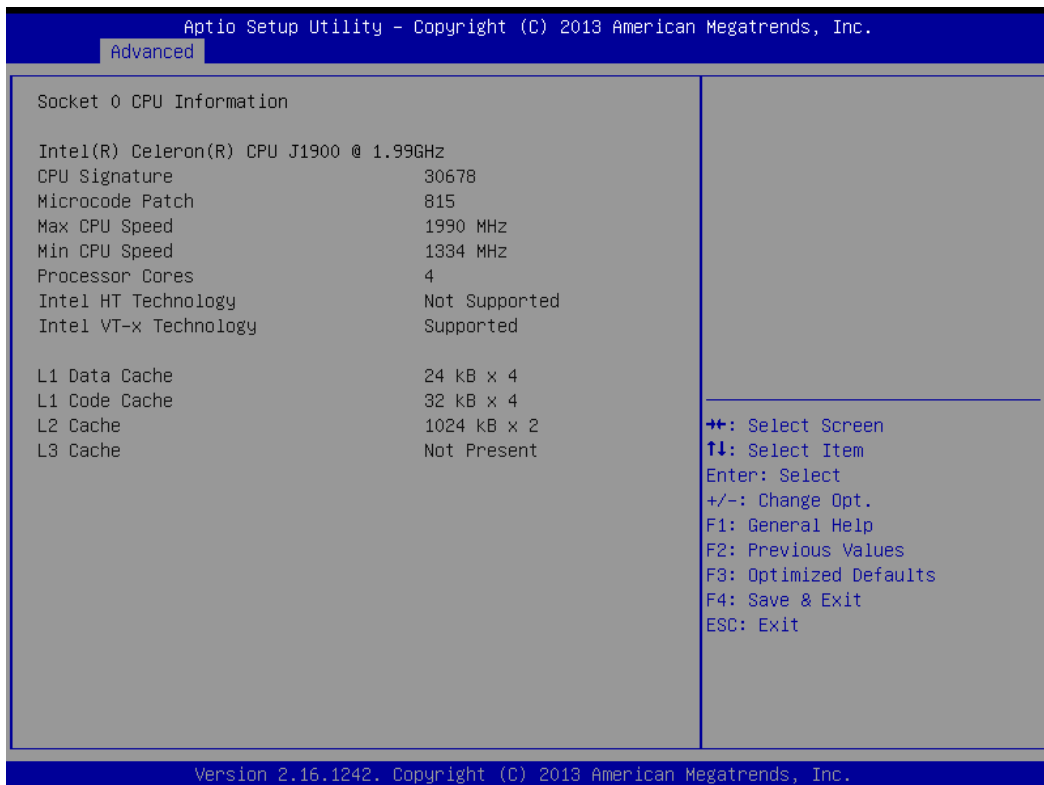 Aptio Setup Utility – Copyright (C) 2013 American Megatrends, Inc.
Advanced
Socket 0 CPU Information
Intel(R) Celeron(R) CPU J1900 @ 1.99GHz
CPU Signature 30678
Microcode Patch 815
Max CPU Speed 1990 MHz
Min CPU Speed 1334 MHz
Processor Cores 4
Intel HT Technology Not Supported
Intel VT-x Technology Supported
L1 Data Cache 24 kB x 4
L1 Code Cache 32 kB x 4
L2 Cache 1024 kB x 2
L3 Cache Not Present
→←: Select Screen
↑↓: Select Item
Enter: Select
+/-: Change Opt.
F1: General Help
F2: Previous Values
F3: Optimized Defaults
F4: Save & Exit
ESC: Exit
Version 2.16.1242. Copyright (C) 2013 American Megatrends, Inc.